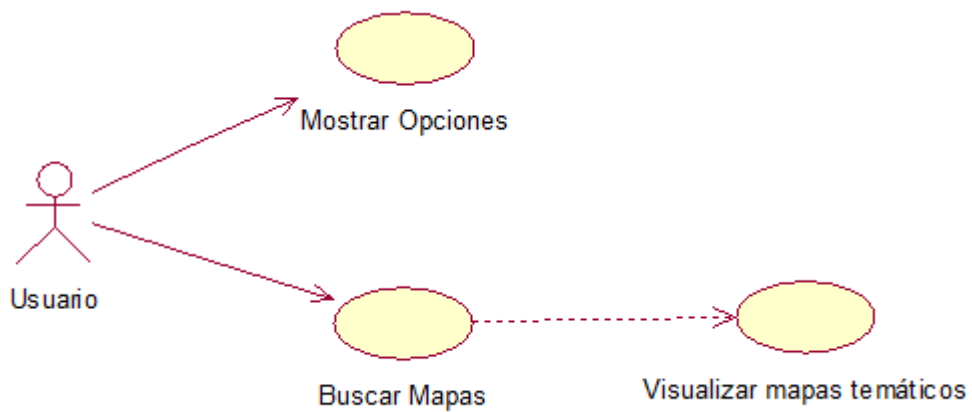 Mostrar Opciones
Usuario
Buscar Mapas
Visualizar mapas temáticos